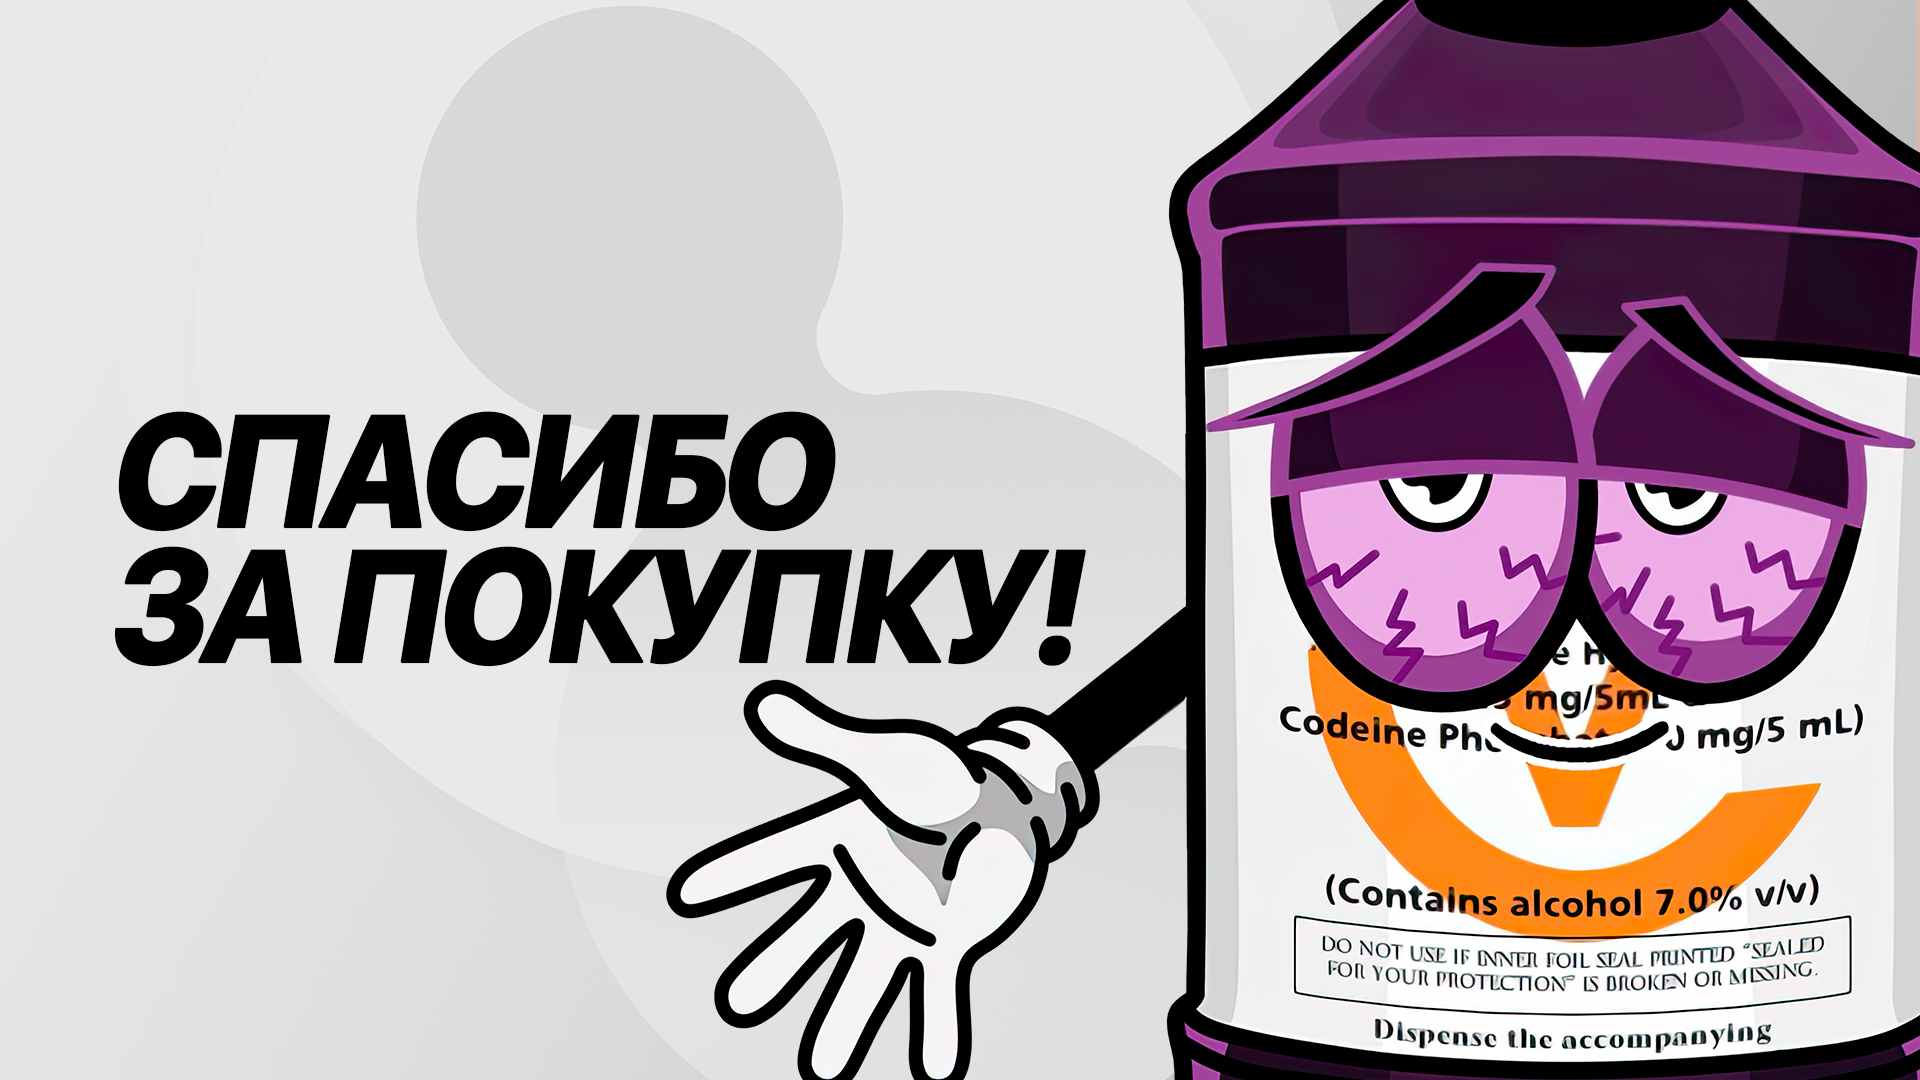 СПАСИБО
ЗА ПОКУПКУ!
mg/5mL
Codeine mg/5 mL)
(Contains alcohol 7.0% v/v)
DO NOT USE IF INNER FOIL SEAL PRINTED "SEALED
FOR YOUR PROTECTION" IS BROKEN OR MISSING.
Dispense the accompanying